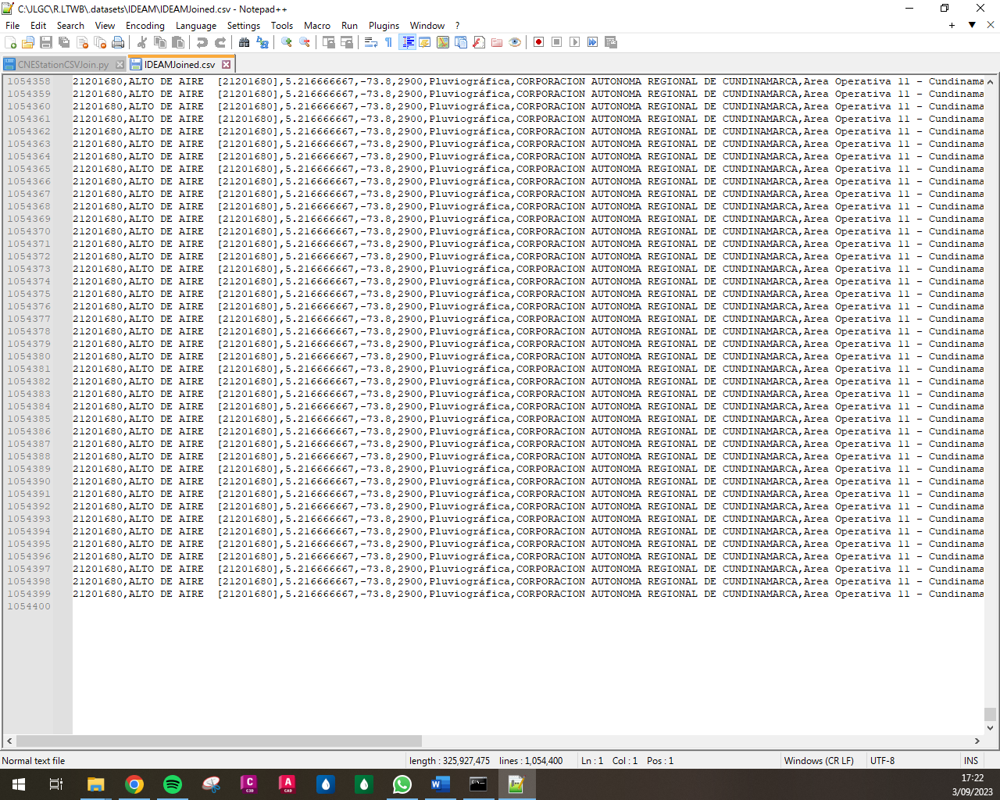 C:\JLGC\R.LTWB\.datasets\IDEAM\IDEAMJoined.csv - Notepad++
File Edit Search View Encoding Language Settings Tools Macro Run Plugins Window ?
CNEStationCSVJoin.py IDEAMJoined.csv
1054358 21201680,ALTO DE AIRE [21201680],5.216666667,-73.8,2900,Pluviográfica,CORPORACION AUTONOMA REGIONAL DE CUNDINAMARCA,Area Operativa 11 - Cundinama
1054359 21201680,ALTO DE AIRE [21201680],5.216666667,-73.8,2900,Pluviográfica,CORPORACION AUTONOMA REGIONAL DE CUNDINAMARCA,Area Operativa 11 - Cundinama
1054360 21201680,ALTO DE AIRE [21201680],5.216666667,-73.8,2900,Pluviográfica,CORPORACION AUTONOMA REGIONAL DE CUNDINAMARCA,Area Operativa 11 - Cundinama
1054361 21201680,ALTO DE AIRE [21201680],5.216666667,-73.8,2900,Pluviográfica,CORPORACION AUTONOMA REGIONAL DE CUNDINAMARCA,Area Operativa 11 - Cundinama
1054362 21201680,ALTO DE AIRE [21201680],5.216666667,-73.8,2900,Pluviográfica,CORPORACION AUTONOMA REGIONAL DE CUNDINAMARCA,Area Operativa 11 - Cundinama
1054363 21201680,ALTO DE AIRE [21201680],5.216666667,-73.8,2900,Pluviográfica,CORPORACION AUTONOMA REGIONAL DE CUNDINAMARCA,Area Operativa 11 - Cundinama
1054364 21201680,ALTO DE AIRE [21201680],5.216666667,-73.8,2900,Pluviográfica,CORPORACION AUTONOMA REGIONAL DE CUNDINAMARCA,Area Operativa 11 - Cundinama
1054365 21201680,ALTO DE AIRE [21201680],5.216666667,-73.8,2900,Pluviográfica,CORPORACION AUTONOMA REGIONAL DE CUNDINAMARCA,Area Operativa 11 - Cundinama
1054366 21201680,ALTO DE AIRE [21201680],5.216666667,-73.8,2900,Pluviográfica,CORPORACION AUTONOMA REGIONAL DE CUNDINAMARCA,Area Operativa 11 - Cundinama
1054367 21201680,ALTO DE AIRE [21201680],5.216666667,-73.8,2900,Pluviográfica,CORPORACION AUTONOMA REGIONAL DE CUNDINAMARCA,Area Operativa 11 - Cundinama
1054368 21201680,ALTO DE AIRE [21201680],5.216666667,-73.8,2900,Pluviográfica,CORPORACION AUTONOMA REGIONAL DE CUNDINAMARCA,Area Operativa 11 - Cundinama
1054369 21201680,ALTO DE AIRE [21201680],5.216666667,-73.8,2900,Pluviográfica,CORPORACION AUTONOMA REGIONAL DE CUNDINAMARCA,Area Operativa 11 - Cundinama
1054370 21201680,ALTO DE AIRE [21201680],5.216666667,-73.8,2900,Pluviográfica,CORPORACION AUTONOMA REGIONAL DE CUNDINAMARCA,Area Operativa 11 - Cundinama
1054371 21201680,ALTO DE AIRE [21201680],5.216666667,-73.8,2900,Pluviográfica,CORPORACION AUTONOMA REGIONAL DE CUNDINAMARCA,Area Operativa 11 - Cundinama
1054372 21201680,ALTO DE AIRE [21201680],5.216666667,-73.8,2900,Pluviográfica,CORPORACION AUTONOMA REGIONAL DE CUNDINAMARCA,Area Operativa 11 - Cundinama
1054373 21201680,ALTO DE AIRE [21201680],5.216666667,-73.8,2900,Pluviográfica,CORPORACION AUTONOMA REGIONAL DE CUNDINAMARCA,Area Operativa 11 - Cundinama
1054374 21201680,ALTO DE AIRE [21201680],5.216666667,-73.8,2900,Pluviográfica,CORPORACION AUTONOMA REGIONAL DE CUNDINAMARCA,Area Operativa 11 - Cundinama
1054375 21201680,ALTO DE AIRE [21201680],5.216666667,-73.8,2900,Pluviográfica,CORPORACION AUTONOMA REGIONAL DE CUNDINAMARCA,Area Operativa 11 - Cundinama
1054376 21201680,ALTO DE AIRE [21201680],5.216666667,-73.8,2900,Pluviográfica,CORPORACION AUTONOMA REGIONAL DE CUNDINAMARCA,Area Operativa 11 - Cundinama
1054377 21201680,ALTO DE AIRE [21201680],5.216666667,-73.8,2900,Pluviográfica,CORPORACION AUTONOMA REGIONAL DE CUNDINAMARCA,Area Operativa 11 - Cundinama
1054378 21201680,ALTO DE AIRE [21201680],5.216666667,-73.8,2900,Pluviográfica,CORPORACION AUTONOMA REGIONAL DE CUNDINAMARCA,Area Operativa 11 - Cundinama
1054379 21201680,ALTO DE AIRE [21201680],5.216666667,-73.8,2900,Pluviográfica,CORPORACION AUTONOMA REGIONAL DE CUNDINAMARCA,Area Operativa 11 - Cundinama
1054380 21201680,ALTO DE AIRE [21201680],5.216666667,-73.8,2900,Pluviográfica,CORPORACION AUTONOMA REGIONAL DE CUNDINAMARCA,Area Operativa 11 - Cundinama
1054381 21201680,ALTO DE AIRE [21201680],5.216666667,-73.8,2900,Pluviográfica,CORPORACION AUTONOMA REGIONAL DE CUNDINAMARCA,Area Operativa 11 - Cundinama
1054382 21201680,ALTO DE AIRE [21201680],5.216666667,-73.8,2900,Pluviográfica,CORPORACION AUTONOMA REGIONAL DE CUNDINAMARCA,Area Operativa 11 - Cundinama
1054383 21201680,ALTO DE AIRE [21201680],5.216666667,-73.8,2900,Pluviográfica,CORPORACION AUTONOMA REGIONAL DE CUNDINAMARCA,Area Operativa 11 - Cundinama
1054384 21201680,ALTO DE AIRE [21201680],5.216666667,-73.8,2900,Pluviográfica,CORPORACION AUTONOMA REGIONAL DE CUNDINAMARCA,Area Operativa 11 - Cundinama
1054385 21201680,ALTO DE AIRE [21201680],5.216666667,-73.8,2900,Pluviográfica,CORPORACION AUTONOMA REGIONAL DE CUNDINAMARCA,Area Operativa 11 - Cundinama
1054386 21201680,ALTO DE AIRE [21201680],5.216666667,-73.8,2900,Pluviográfica,CORPORACION AUTONOMA REGIONAL DE CUNDINAMARCA,Area Operativa 11 - Cundinama
1054387 21201680,ALTO DE AIRE [21201680],5.216666667,-73.8,2900,Pluviográfica,CORPORACION AUTONOMA REGIONAL DE CUNDINAMARCA,Area Operativa 11 - Cundinama
1054388 21201680,ALTO DE AIRE [21201680],5.216666667,-73.8,2900,Pluviográfica,CORPORACION AUTONOMA REGIONAL DE CUNDINAMARCA,Area Operativa 11 - Cundinama
1054389 21201680,ALTO DE AIRE [21201680],5.216666667,-73.8,2900,Pluviográfica,CORPORACION AUTONOMA REGIONAL DE CUNDINAMARCA,Area Operativa 11 - Cundinama
1054390 21201680,ALTO DE AIRE [21201680],5.216666667,-73.8,2900,Pluviográfica,CORPORACION AUTONOMA REGIONAL DE CUNDINAMARCA,Area Operativa 11 - Cundinama
1054391 21201680,ALTO DE AIRE [21201680],5.216666667,-73.8,2900,Pluviográfica,CORPORACION AUTONOMA REGIONAL DE CUNDINAMARCA,Area Operativa 11 - Cundinama
1054392 21201680,ALTO DE AIRE [21201680],5.216666667,-73.8,2900,Pluviográfica,CORPORACION AUTONOMA REGIONAL DE CUNDINAMARCA,Area Operativa 11 - Cundinama
1054393 21201680,ALTO DE AIRE [21201680],5.216666667,-73.8,2900,Pluviográfica,CORPORACION AUTONOMA REGIONAL DE CUNDINAMARCA,Area Operativa 11 - Cundinama
1054394 21201680,ALTO DE AIRE [21201680],5.216666667,-73.8,2900,Pluviográfica,CORPORACION AUTONOMA REGIONAL DE CUNDINAMARCA,Area Operativa 11 - Cundinama
1054395 21201680,ALTO DE AIRE [21201680],5.216666667,-73.8,2900,Pluviográfica,CORPORACION AUTONOMA REGIONAL DE CUNDINAMARCA,Area Operativa 11 - Cundinama
1054396 21201680,ALTO DE AIRE [21201680],5.216666667,-73.8,2900,Pluviográfica,CORPORACION AUTONOMA REGIONAL DE CUNDINAMARCA,Area Operativa 11 - Cundinama
1054397 21201680,ALTO DE AIRE [21201680],5.216666667,-73.8,2900,Pluviográfica,CORPORACION AUTONOMA REGIONAL DE CUNDINAMARCA,Area Operativa 11 - Cundinama
1054398 21201680,ALTO DE AIRE [21201680],5.216666667,-73.8,2900,Pluviográfica,CORPORACION AUTONOMA REGIONAL DE CUNDINAMARCA,Area Operativa 11 - Cundinama
1054399 21201680,ALTO DE AIRE [21201680],5.216666667,-73.8,2900,Pluviográfica,CORPORACION AUTONOMA REGIONAL DE CUNDINAMARCA,Area Operativa 11 - Cundinama
1054400
Normal text file length : 325,927,475 lines : 1,054,400 Ln : 1 Col : 1 Pos : 1 Windows (CR LF) UTF-8 INS
17:22
3/09/2023